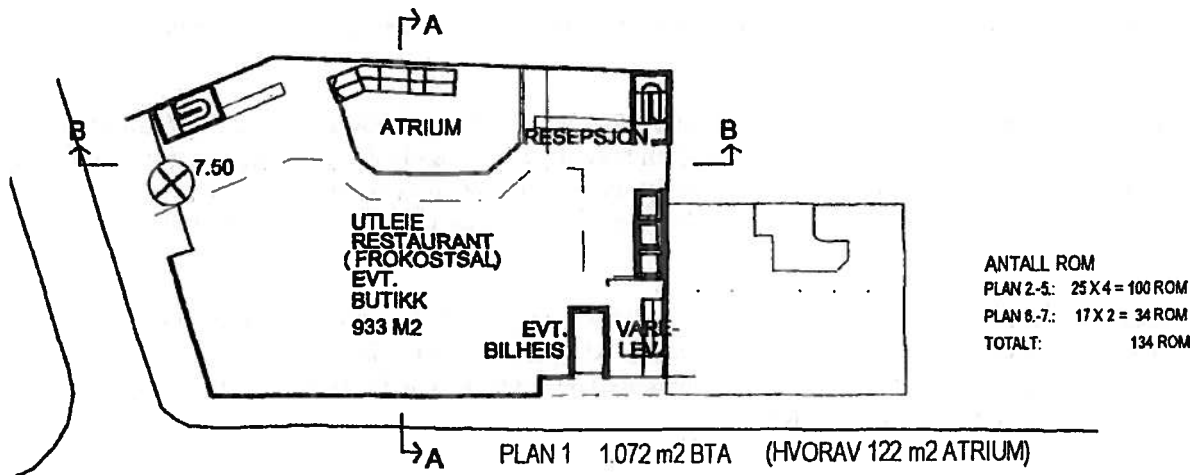 A
B
7.50
ATRIUM
RESEPSJON
B
UTLEIE
RESTAURANT
(FROKOSTSAL)
EVT.
BUTIKK
933 M2
EVT.
BILHEIS
VARE-
LEV.
ANTALL ROM
PLAN 2.-5.: 25 X 4 = 100 ROM
PLAN 6.-7.: 17 X 2 = 34 ROM
TOTALT: 134 ROM
A
PLAN 1 1.072 m2 BTA (HVORAV 122 m2 ATRIUM)